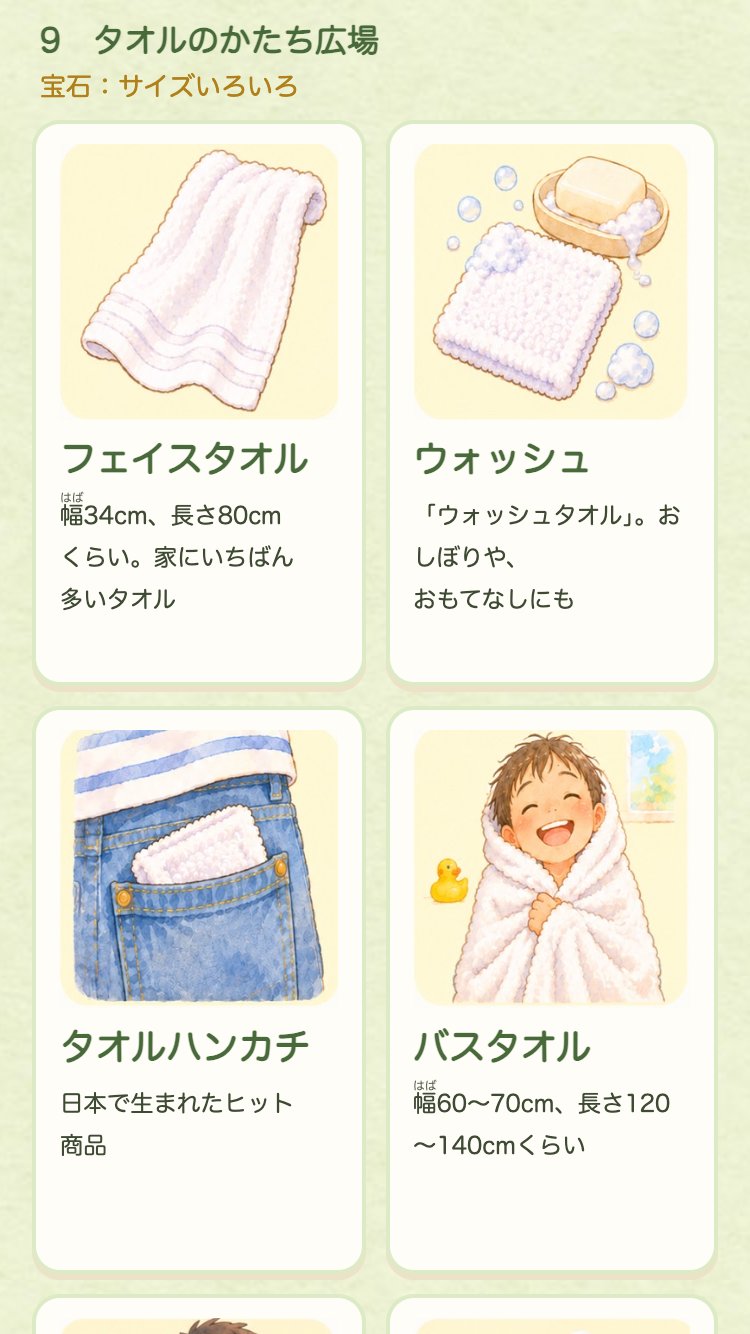 9　タオルのかたち広場
宝石：サイズいろいろ
フェイスタオル
はば
幅34cm、長さ80cm
くらい。家にいちばん
多いタオル
ウォッシュ
「ウォッシュタオル」。お
しぼりや、
おもてなしにも
タオルハンカチ
日本で生まれたヒット
商品
バスタオル
はば
幅60〜70cm、長さ120
〜140cmくらい